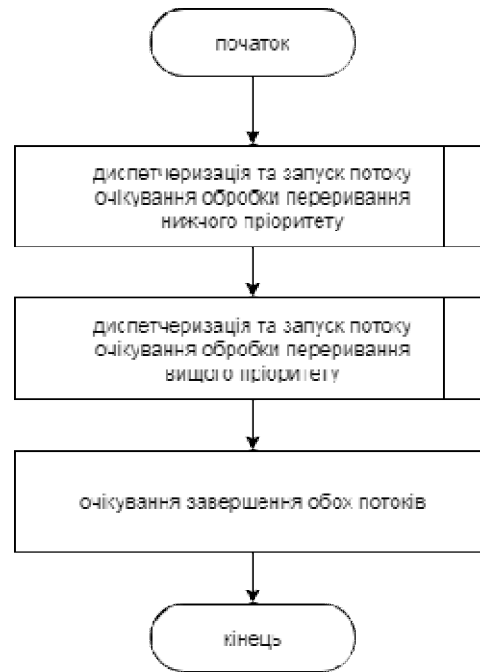 початок
диспетчеризація та запуск потоку
очікування обробки переривання
нижчого пріоритету
диспетчеризація та запуск потоку
очікування обробки переривання
вищого пріоритету
очікування завершення обох потоків
кінець